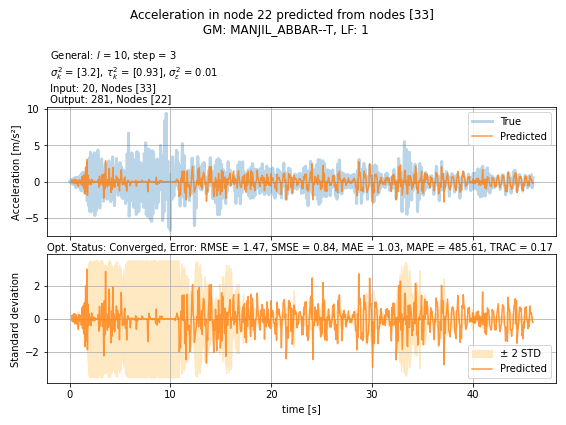 Acceleration in node 22 predicted from nodes [33]
GM: MANJIL_ABBAR--T, LF: 1
General: l = 10, step = 3
σ²ₖ = [3.2], τ²ₖ = [0.93], σ²ε = 0.01
Input: 20, Nodes [33]
Output: 281, Nodes [22]
10
5
0
−5
Acceleration [m/s²]
True
Predicted
Opt. Status: Converged, Error: RMSE = 1.47, SMSE = 0.84, MAE = 1.03, MAPE = 485.61, TRAC = 0.17
2
0
−2
Standard deviation
± 2 STD
Predicted
0 10 20 30 40
time [s]